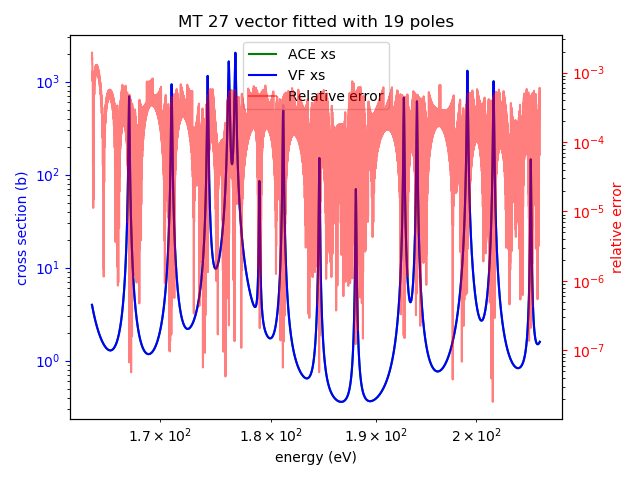 MT 27 vector fitted with 19 poles
ACE xs
VF xs
Relative error
cross section (b)
10³
10²
10¹
10⁰
relative error
10⁻³
10⁻⁴
10⁻⁵
10⁻⁶
10⁻⁷
1.7 × 10² 1.8 × 10² 1.9 × 10² 2 × 10²
energy (eV)